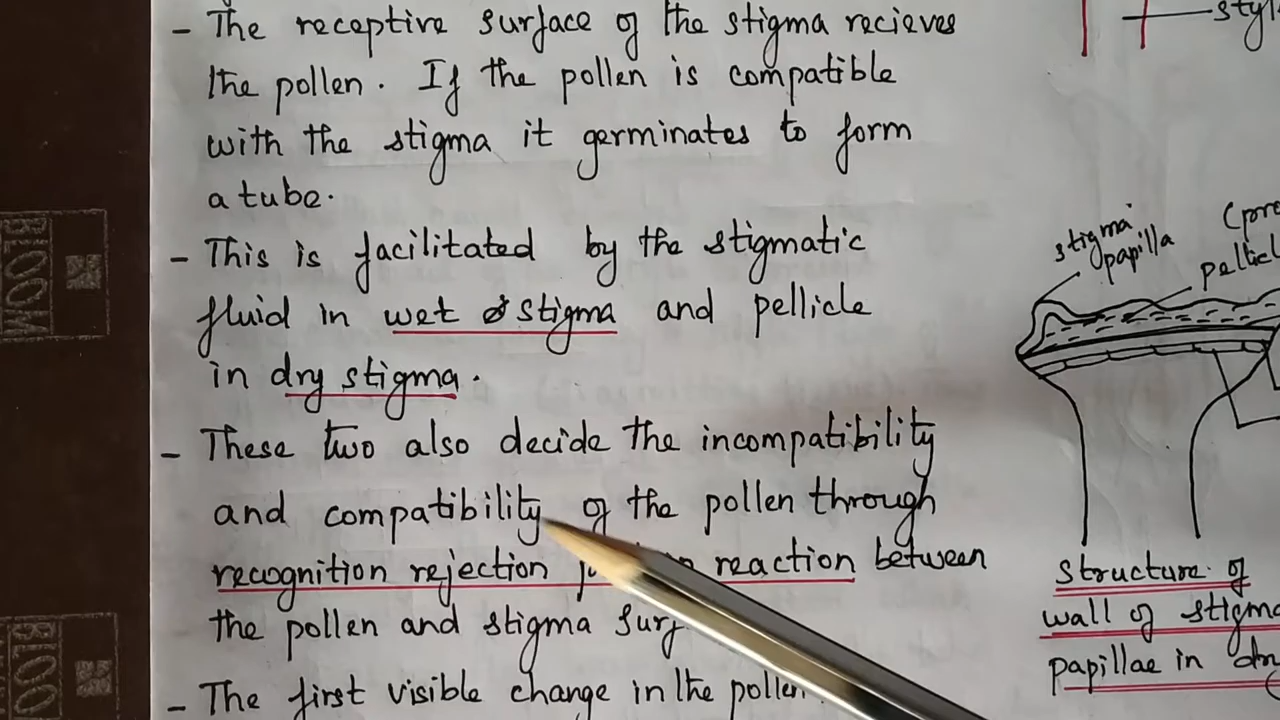 - The receptive surface of the stigma recieves
the pollen. If the pollen is compatible
with the stigma it germinates to form
a tube.
- This is facilitated by the stigmatic
fluid in wet stigma and pellicle
in dry stigma.
- These two also decide the incompatibility
and compatibility of the pollen through
recognition rejection reaction between
the pollen and stigma
- The first visible change in the pollen
stigma
papilla
structure of
wall of
papillae in
BLOOM